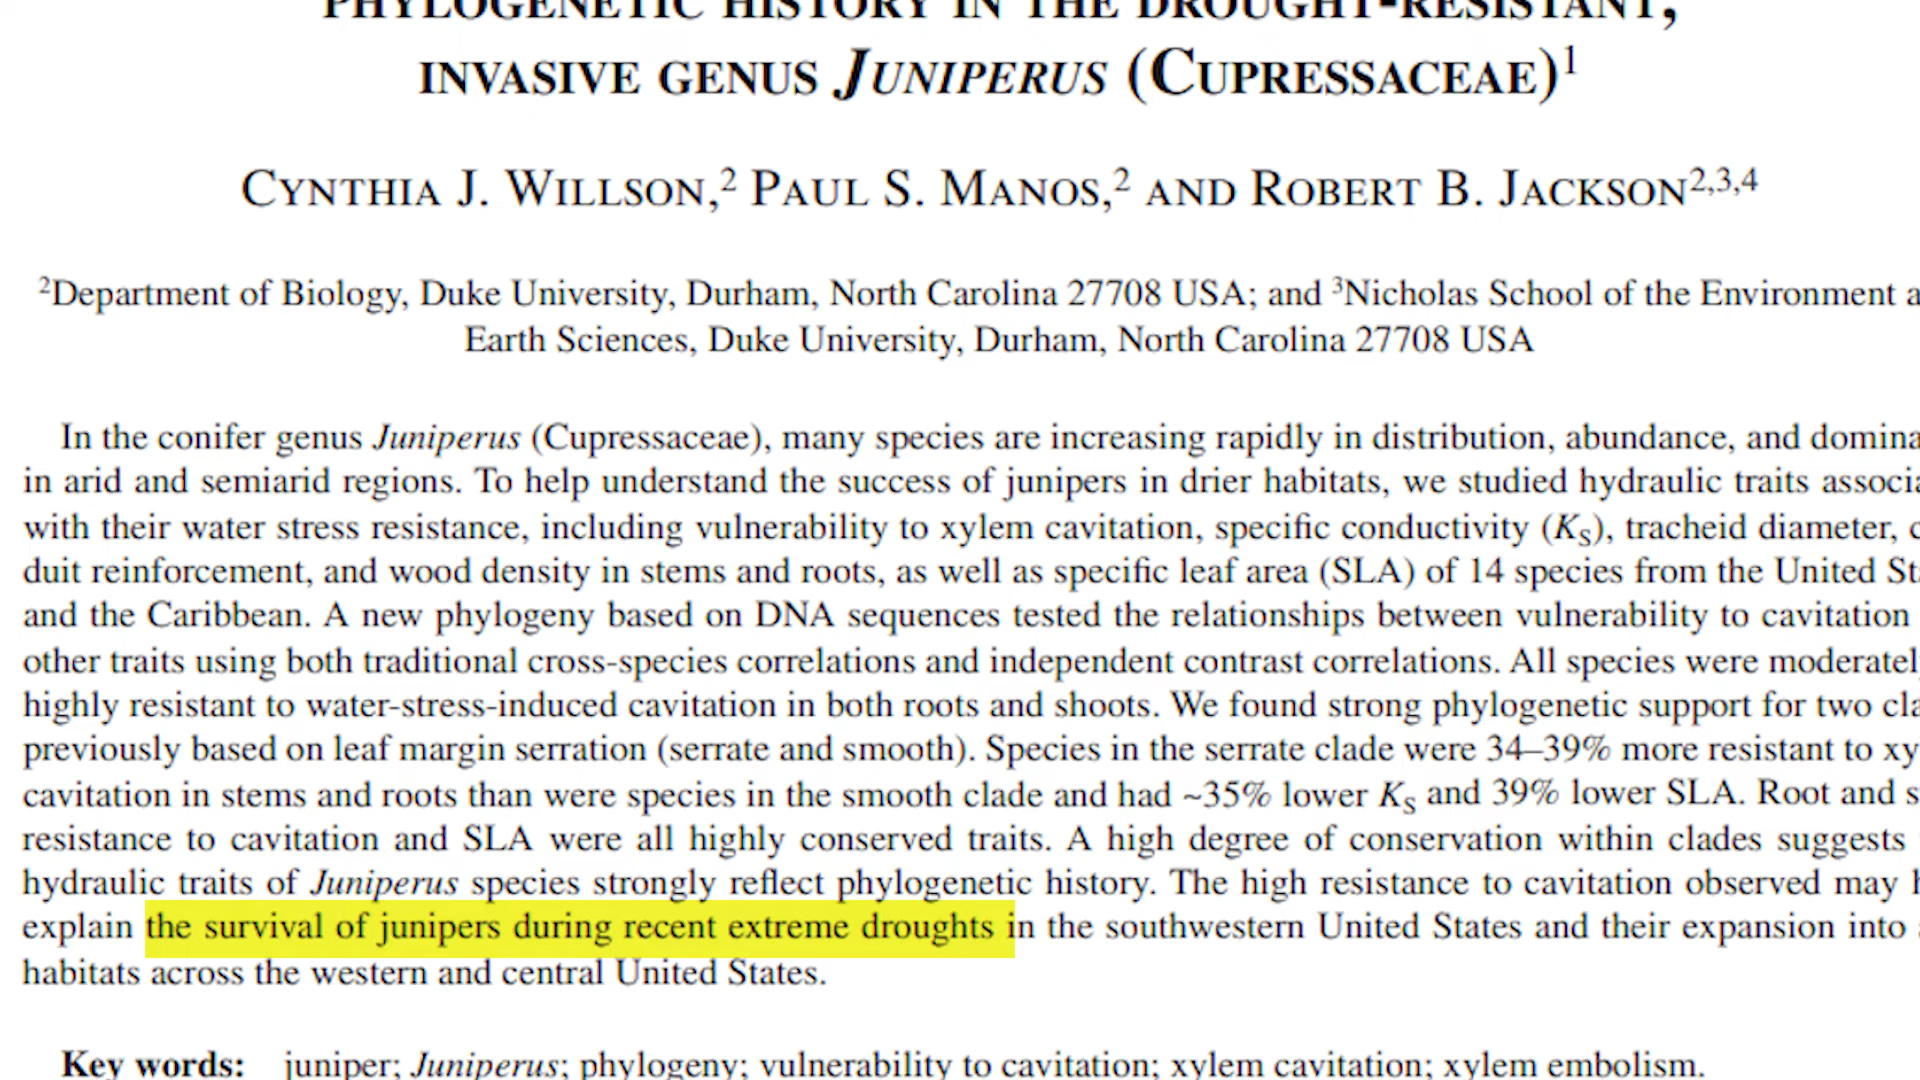 PHYLOGENETIC HISTORY IN THE DROUGHT-RESISTANT,
INVASIVE GENUS JUNIPERUS (CUPRESSACEAE)1
CYNTHIA J. WILLSON,2 PAUL S. MANOS,2 AND ROBERT B. JACKSON2,3,4
2Department of Biology, Duke University, Durham, North Carolina 27708 USA; and 3Nicholas School of the Environment a
Earth Sciences, Duke University, Durham, North Carolina 27708 USA
In the conifer genus Juniperus (Cupressaceae), many species are increasing rapidly in distribution, abundance, and domina
in arid and semiarid regions. To help understand the success of junipers in drier habitats, we studied hydraulic traits associa
with their water stress resistance, including vulnerability to xylem cavitation, specific conductivity (KS), tracheid diameter, c
duit reinforcement, and wood density in stems and roots, as well as specific leaf area (SLA) of 14 species from the United Sta
and the Caribbean. A new phylogeny based on DNA sequences tested the relationships between vulnerability to cavitation
other traits using both traditional cross-species correlations and independent contrast correlations. All species were moderately
highly resistant to water-stress-induced cavitation in both roots and shoots. We found strong phylogenetic support for two cla
previously based on leaf margin serration (serrate and smooth). Species in the serrate clade were 34–39% more resistant to xy
cavitation in stems and roots than were species in the smooth clade and had ~35% lower KS and 39% lower SLA. Root and s
resistance to cavitation and SLA were all highly conserved traits. A high degree of conservation within clades suggests
hydraulic traits of Juniperus species strongly reflect phylogenetic history. The high resistance to cavitation observed may h
explain the survival of junipers during recent extreme droughts in the southwestern United States and their expansion into
habitats across the western and central United States.
Key words: juniper; Juniperus; phylogeny; vulnerability to cavitation; xylem cavitation; xylem embolism.